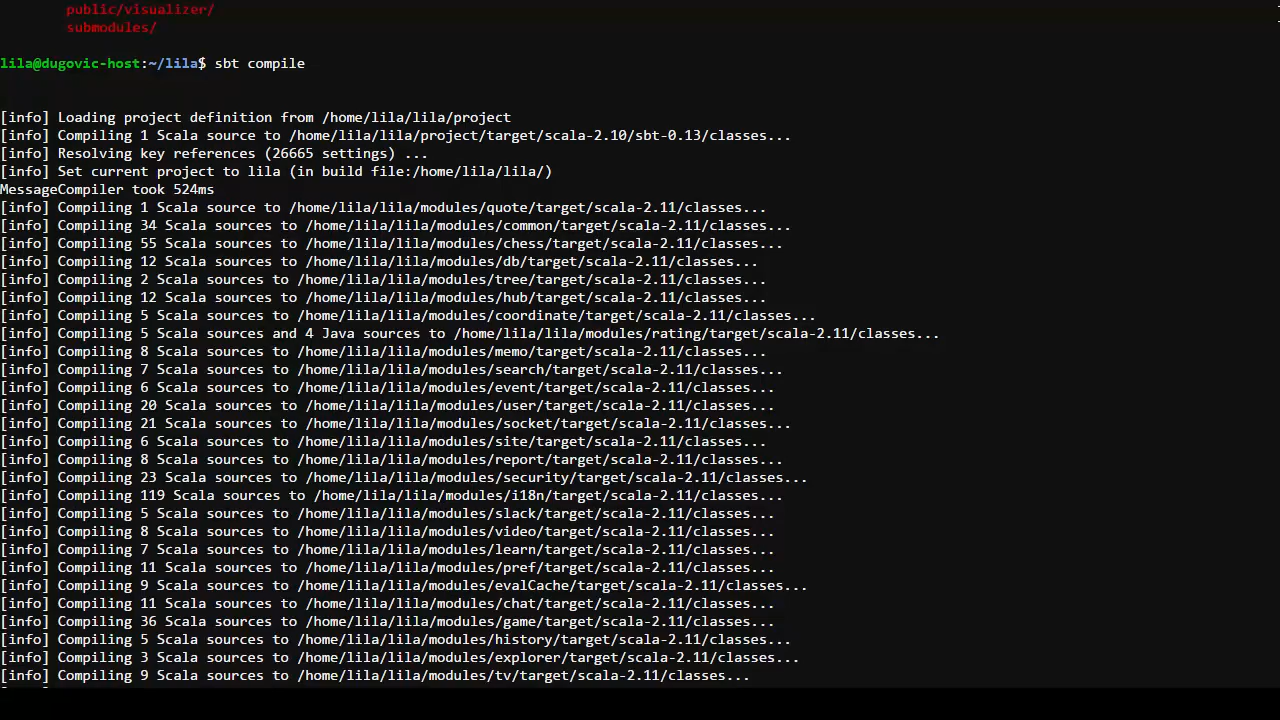 public/visualizer/
submodules/
lila@dugovic-host:~/lila$ sbt compile
[info] Loading project definition from /home/lila/lila/project
[info] Compiling 1 Scala source to /home/lila/lila/project/target/scala-2.10/sbt-0.13/classes...
[info] Resolving key references (26665 settings) ...
[info] Set current project to lila (in build file:/home/lila/lila/)
MessageCompiler took 524ms
[info] Compiling 1 Scala source to /home/lila/lila/modules/quote/target/scala-2.11/classes...
[info] Compiling 34 Scala sources to /home/lila/lila/modules/common/target/scala-2.11/classes...
[info] Compiling 55 Scala sources to /home/lila/lila/modules/chess/target/scala-2.11/classes...
[info] Compiling 12 Scala sources to /home/lila/lila/modules/db/target/scala-2.11/classes...
[info] Compiling 2 Scala sources to /home/lila/lila/modules/tree/target/scala-2.11/classes...
[info] Compiling 12 Scala sources to /home/lila/lila/modules/hub/target/scala-2.11/classes...
[info] Compiling 5 Scala sources to /home/lila/lila/modules/coordinate/target/scala-2.11/classes...
[info] Compiling 5 Scala sources and 4 Java sources to /home/lila/lila/modules/rating/target/scala-2.11/classes...
[info] Compiling 8 Scala sources to /home/lila/lila/modules/memo/target/scala-2.11/classes...
[info] Compiling 7 Scala sources to /home/lila/lila/modules/search/target/scala-2.11/classes...
[info] Compiling 6 Scala sources to /home/lila/lila/modules/event/target/scala-2.11/classes...
[info] Compiling 20 Scala sources to /home/lila/lila/modules/user/target/scala-2.11/classes...
[info] Compiling 21 Scala sources to /home/lila/lila/modules/socket/target/scala-2.11/classes...
[info] Compiling 6 Scala sources to /home/lila/lila/modules/site/target/scala-2.11/classes...
[info] Compiling 8 Scala sources to /home/lila/lila/modules/report/target/scala-2.11/classes...
[info] Compiling 23 Scala sources to /home/lila/lila/modules/security/target/scala-2.11/classes...
[info] Compiling 119 Scala sources to /home/lila/lila/modules/i18n/target/scala-2.11/classes...
[info] Compiling 5 Scala sources to /home/lila/lila/modules/slack/target/scala-2.11/classes...
[info] Compiling 8 Scala sources to /home/lila/lila/modules/video/target/scala-2.11/classes...
[info] Compiling 7 Scala sources to /home/lila/lila/modules/learn/target/scala-2.11/classes...
[info] Compiling 11 Scala sources to /home/lila/lila/modules/pref/target/scala-2.11/classes...
[info] Compiling 9 Scala sources to /home/lila/lila/modules/evalCache/target/scala-2.11/classes...
[info] Compiling 11 Scala sources to /home/lila/lila/modules/chat/target/scala-2.11/classes...
[info] Compiling 36 Scala sources to /home/lila/lila/modules/game/target/scala-2.11/classes...
[info] Compiling 5 Scala sources to /home/lila/lila/modules/history/target/scala-2.11/classes...
[info] Compiling 3 Scala sources to /home/lila/lila/modules/explorer/target/scala-2.11/classes...
[info] Compiling 9 Scala sources to /home/lila/lila/modules/tv/target/scala-2.11/classes...